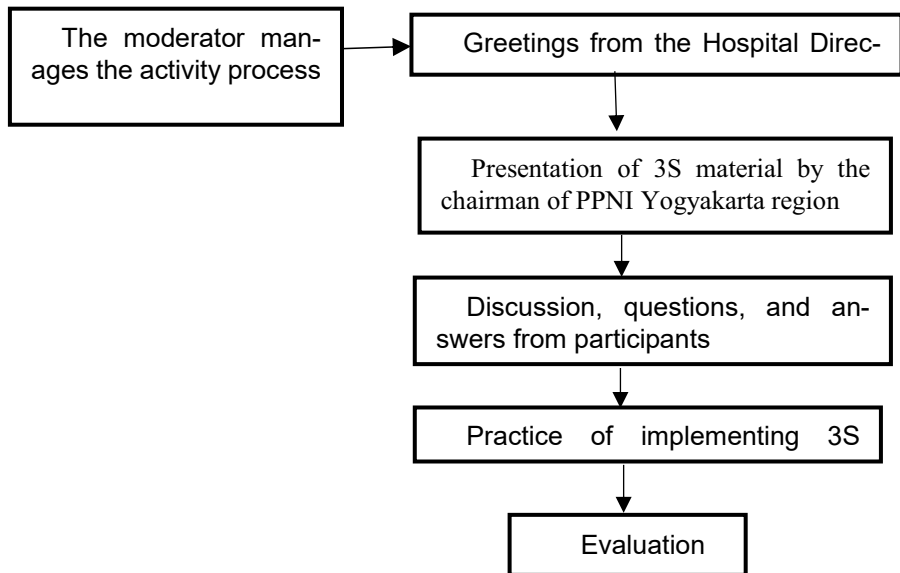 The moderator man-
ages the activity process
Greetings from the Hospital Direc-
Presentation of 3S material by the
chairman of PPNI Yogyakarta region
Discussion, questions, and an-
swers from participants
Practice of implementing 3S
Evaluation